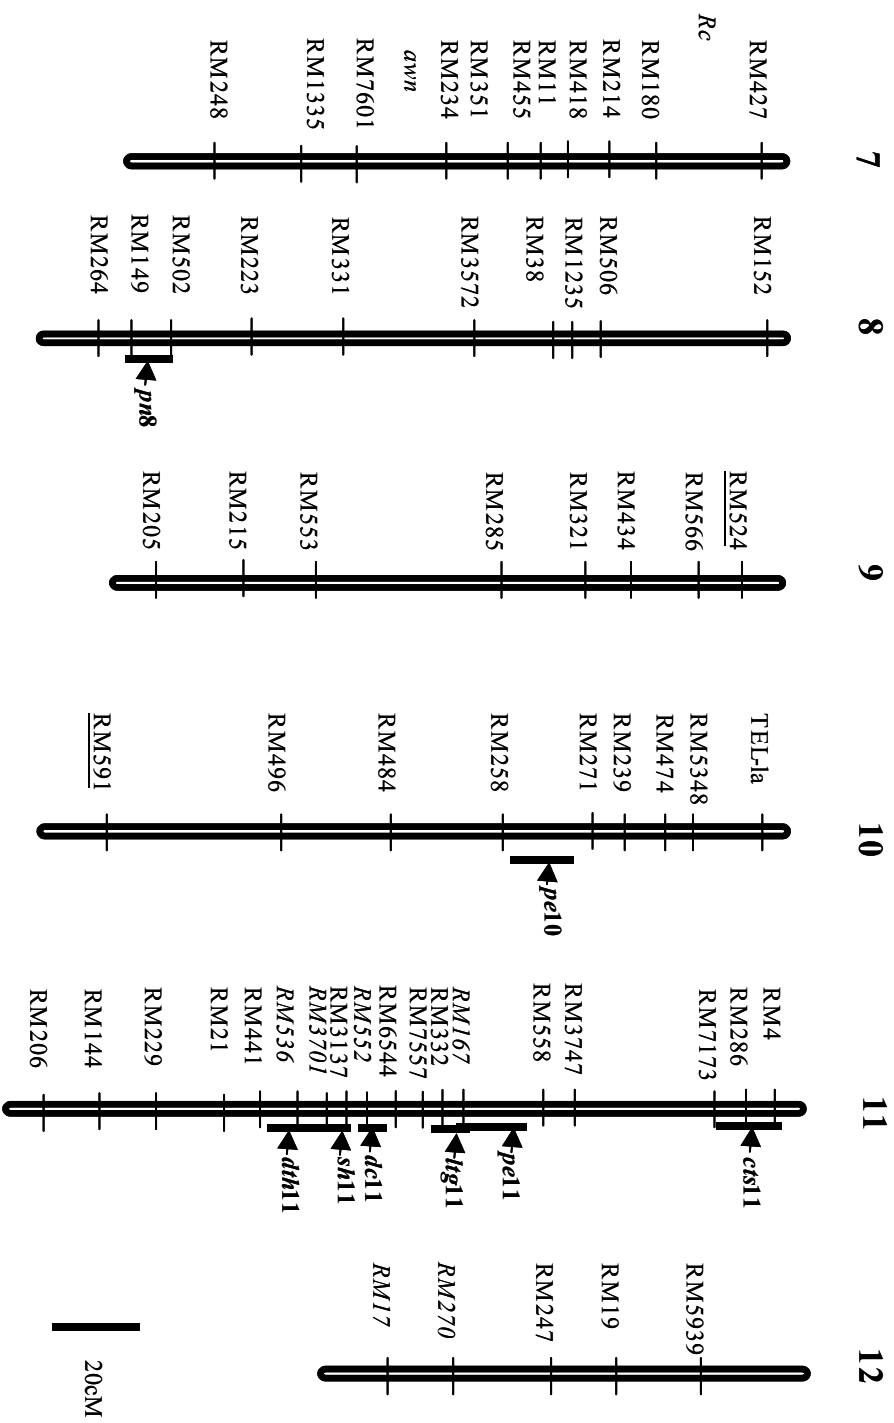 7
RM427
Rc
RM180
RM214
RM418
RM11
RM455
RM351
RM234
awn
RM7601
RM1335
RM248
8
RM152
RM506
RM1235
RM38
RM3572
RM331
RM223
RM502
RM149
RM264
pn8
9
RM524
RM566
RM434
RM321
RM285
RM553
RM215
RM205
10
TEL-la
RM5348
RM474
RM239
RM271
RM258
RM484
RM496
RM591
pe10
11
RM4
RM286
RM7173
RM3747
RM558
RM167
RM332
RM7557
RM6544
RM552
RM3137
RM3701
RM536
RM441
RM21
RM229
RM144
RM206
cts11
pe11
ltg11
dc11
sh11
dth11
12
RM5939
RM19
RM247
RM270
RM17
20cM